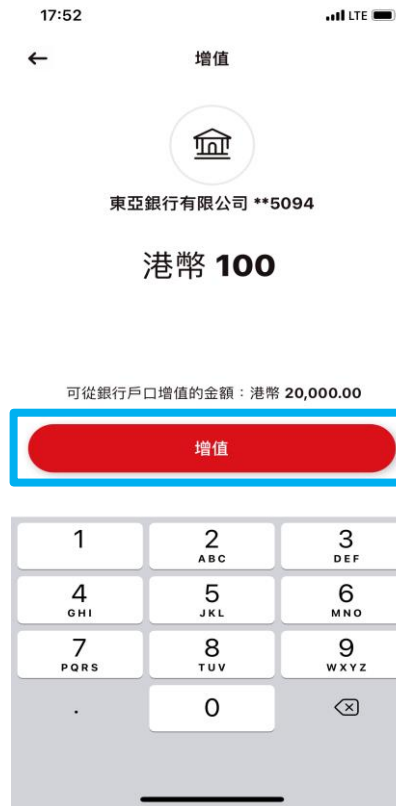 17:52 LTE
增值
東亞銀行有限公司 **5094
港幣 100
可從銀行戶口增值的金額：港幣 20,000.00
增值
1 2 3
ABC DEF
4 5 6
GHI JKL MNO
7 8 9
PQRS TUV WXYZ
. 0